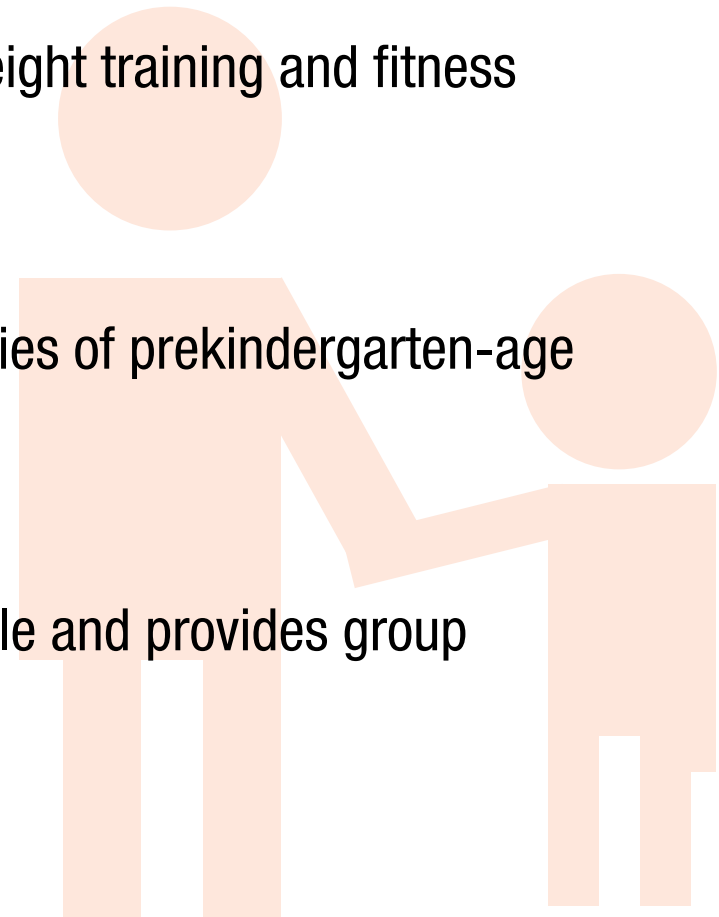 eight training and fitness
ies of prekindergarten-age
le and provides group